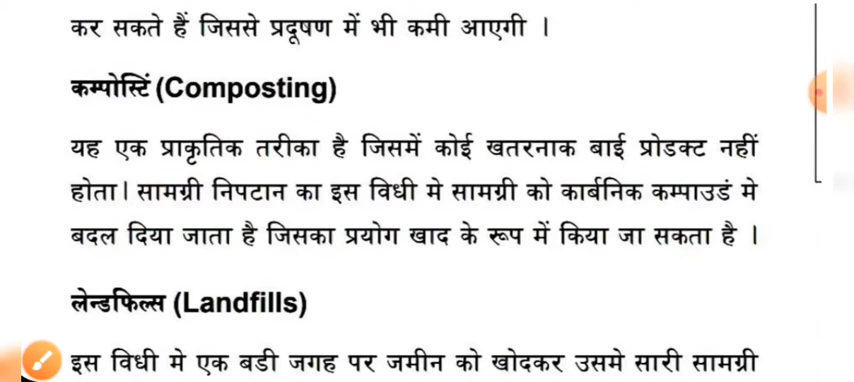 कर सकते हैं जिससे प्रदूषण में भी कमी आएगी ।
कम्पोस्टिं (Composting)
यह एक प्राकृतिक तरीका है जिसमें कोई खतरनाक बाई प्रोडक्ट नहीं
होता। सामग्री निपटान का इस विधी मे सामग्री को कार्बनिक कम्पाउडं मे
बदल दिया जाता है जिसका प्रयोग खाद के रूप में किया जा सकता है ।
लेन्डफिल्स (Landfills)
इस विधी मे एक बडी जगह पर जमीन को खोदकर उसमे सारी सामग्री